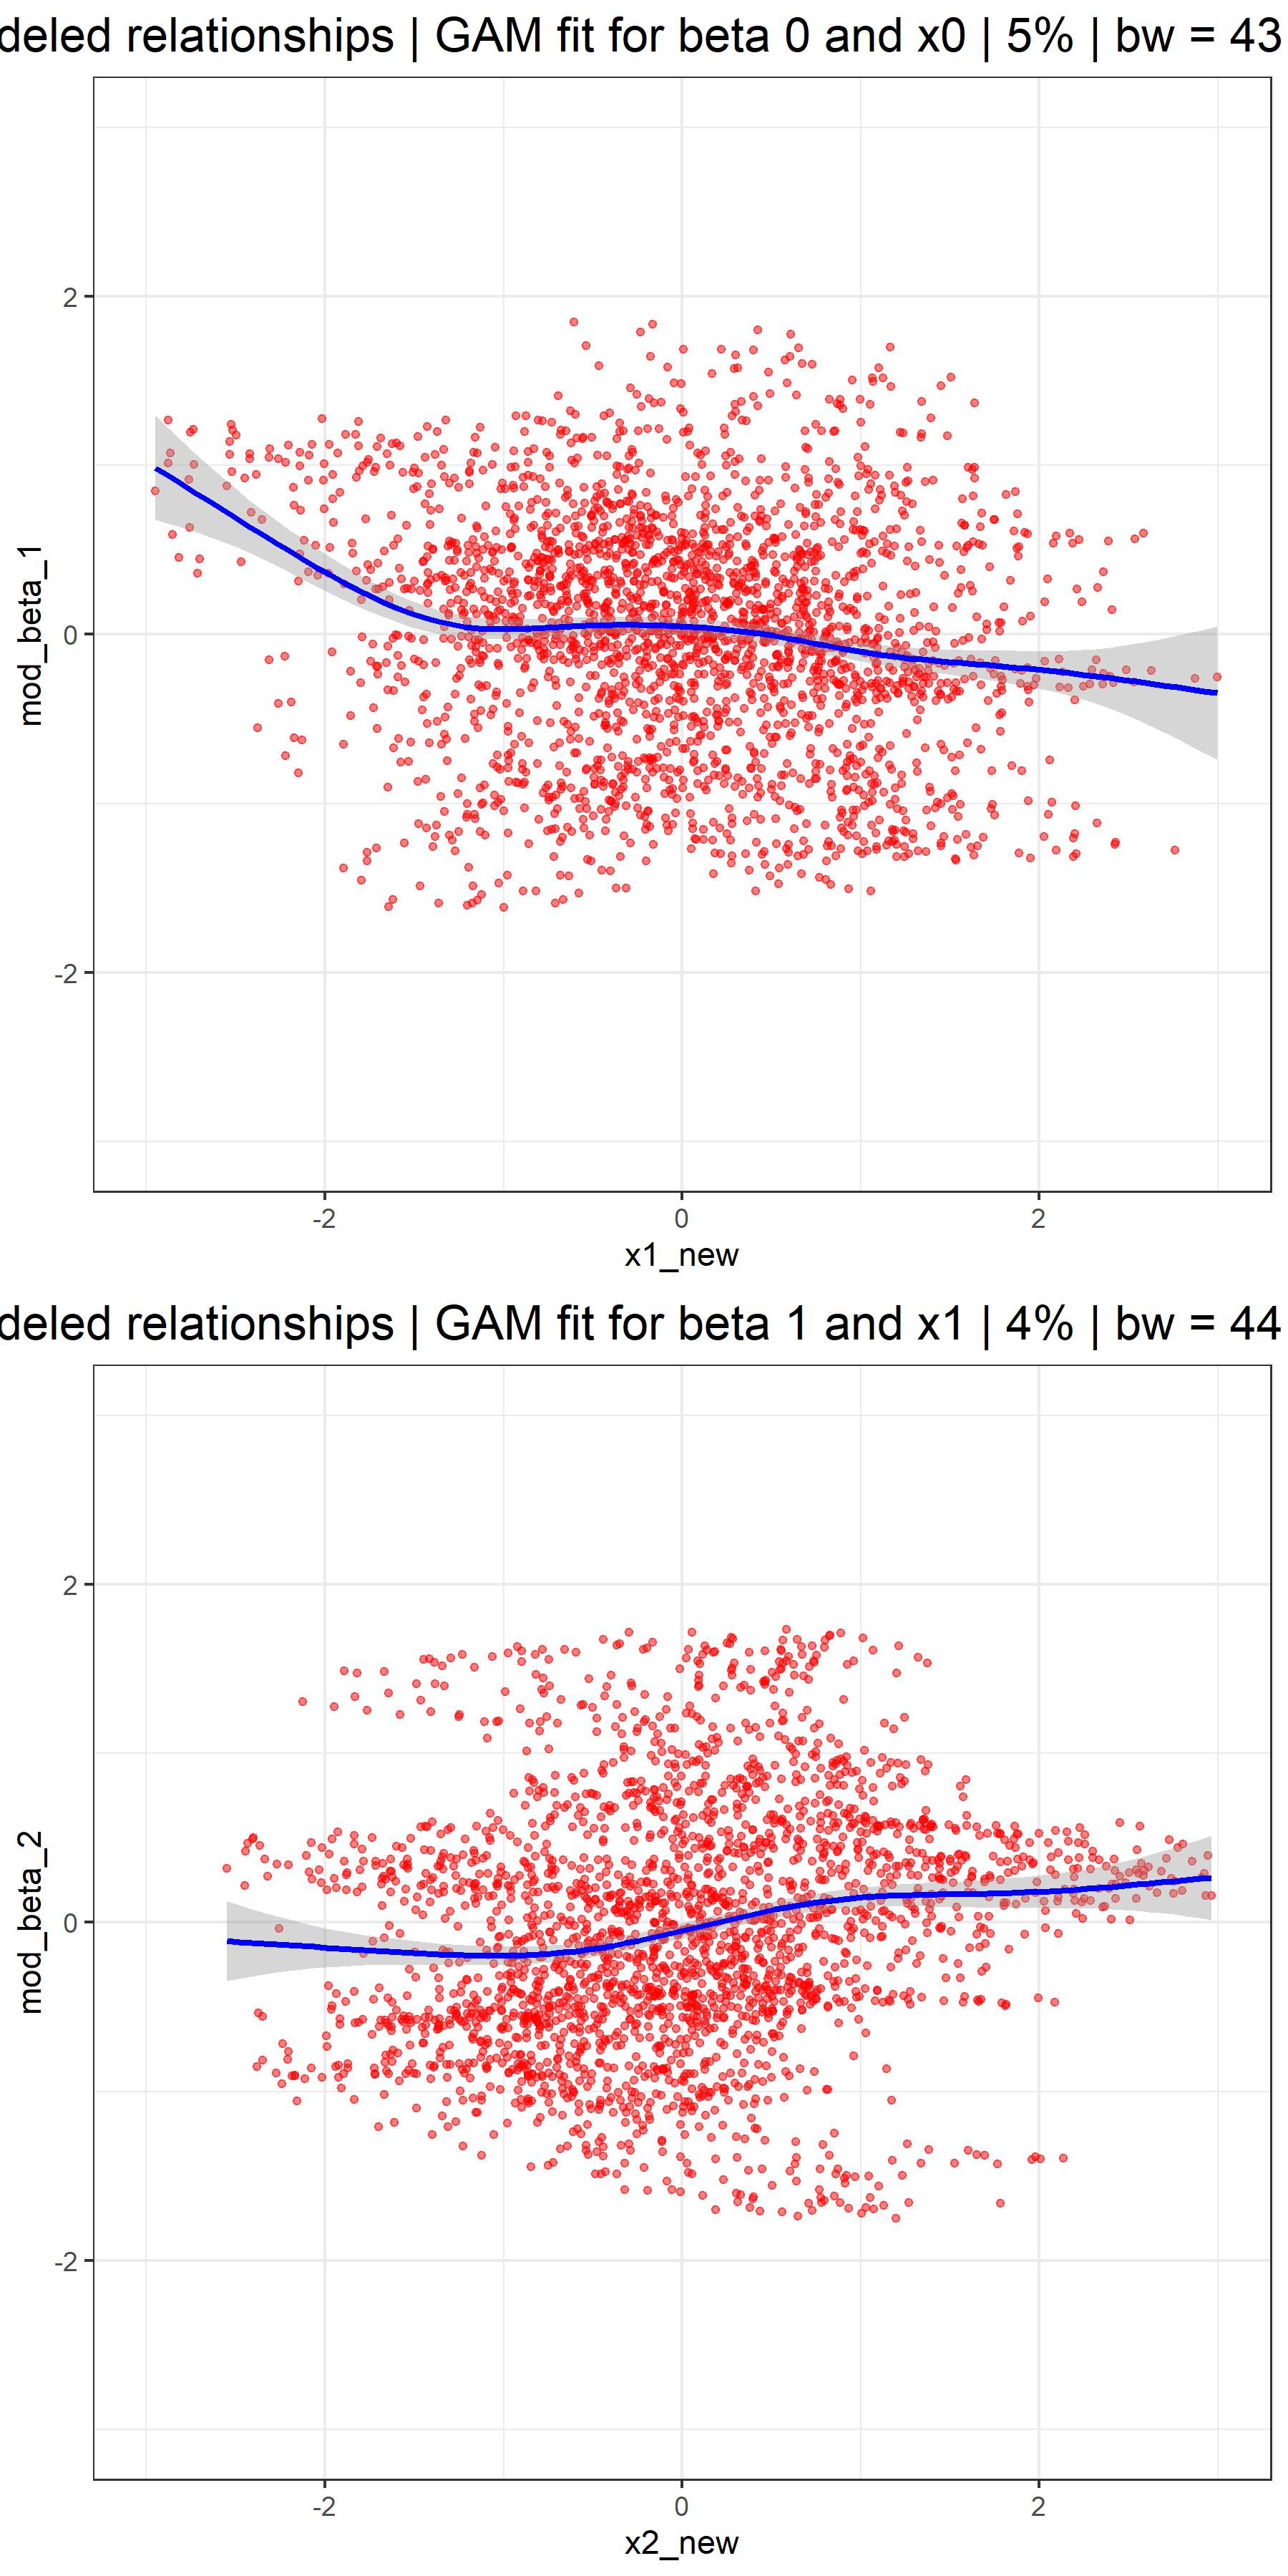 deled relationships | GAM fit for beta 0 and x0 | 5% | bw = 43
mod_beta_1
2
0
-2
-2 0 2
x1_new
deled relationships | GAM fit for beta 1 and x1 | 4% | bw = 44
mod_beta_2
2
0
-2
-2 0 2
x2_new